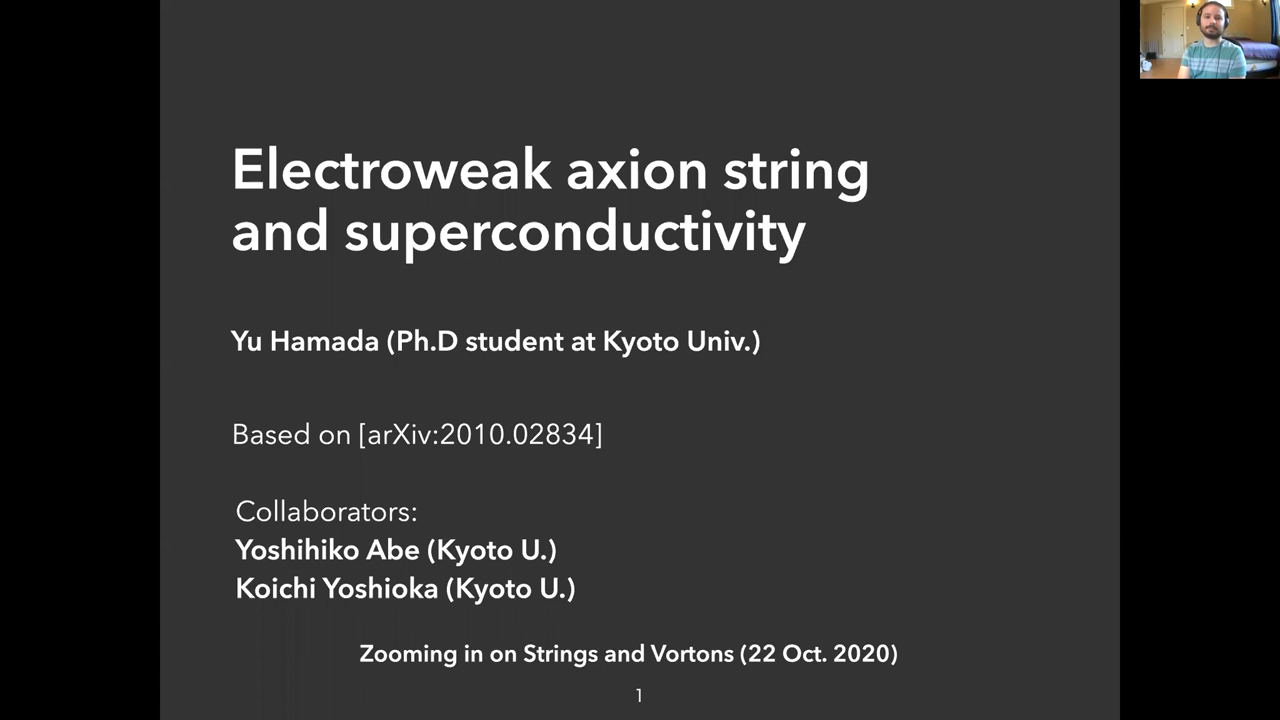 Electroweak axion string
and superconductivity
Yu Hamada (Ph.D student at Kyoto Univ.)
Based on [arXiv:2010.02834]
Collaborators:
Yoshihiko Abe (Kyoto U.)
Koichi Yoshioka (Kyoto U.)
Zooming in on Strings and Vortons (22 Oct. 2020)
1